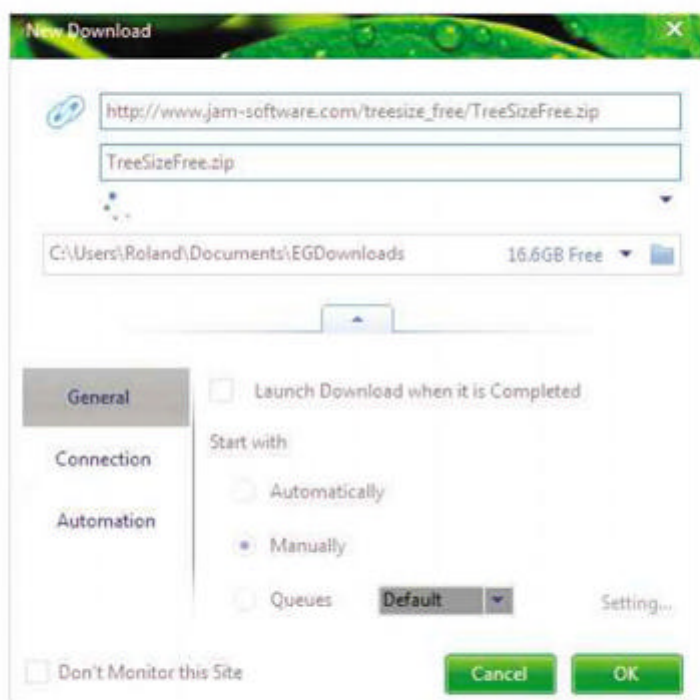 New Download
http://www.jam-software.com/treesize_free/TreeSizeFree.zip
TreeSizeFree.zip
C:\Users\Roland\Documents\EGDownloads 16.6GB Free
General
Launch Download when it is Completed
Connection
Start with
Automatically
Automation
Manually
Queues Default Setting...
Don't Monitor this Site Cancel OK